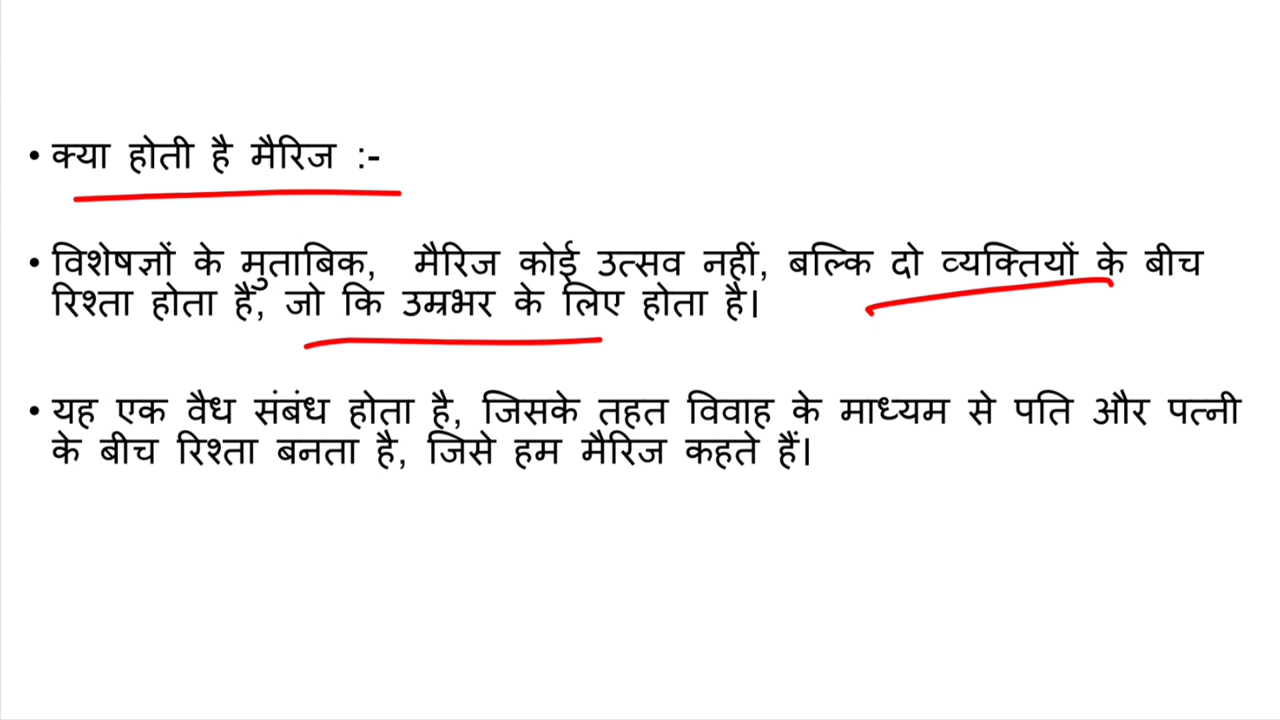 • क्या होती है मैरिज :-
• विशेषज्ञों के मुताबिक, मैरिज कोई उत्सव नहीं, बल्कि दो व्यक्तियों के बीच
रिश्ता होता है, जो कि उम्रभर के लिए होता है।
• यह एक वैध संबंध होता है, जिसके तहत विवाह के माध्यम से पति और पत्नी
के बीच रिश्ता बनता है, जिसे हम मैरिज कहते हैं।